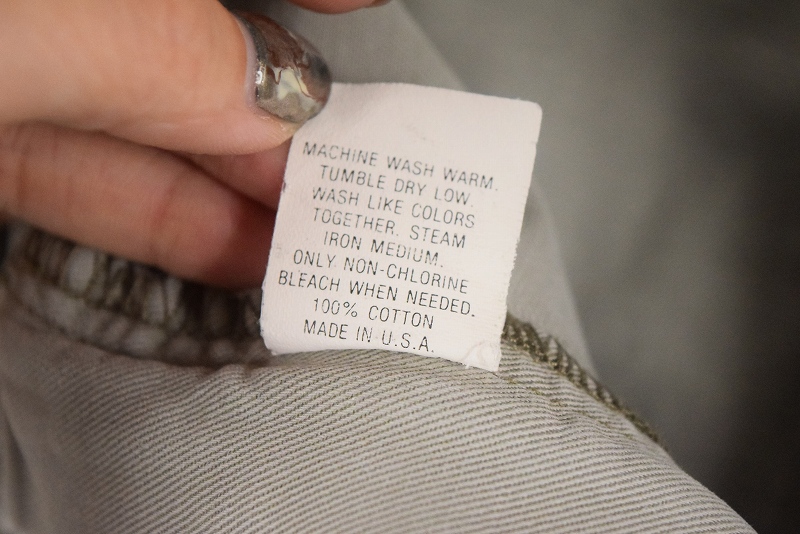 MACHINE WASH WARM.
TUMBLE DRY LOW.
WASH LIKE COLORS
TOGETHER. STEAM
IRON MEDIUM.
ONLY NON-CHLORINE
BLEACH WHEN NEEDED.
100% COTTON
MADE IN U.S.A.